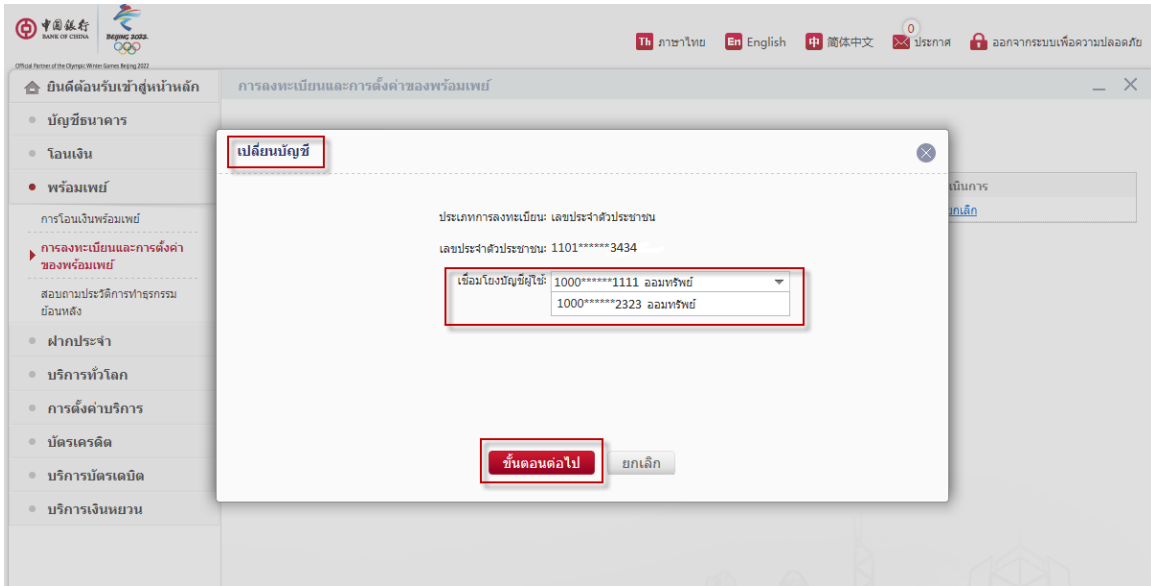 中国银行
BANK OF CHINA
BEIJING 2022
Official Partner of the Olympic Winter Games Beijing 2022
Th ภาษาไทย
En English
中 简体中文
0
ประกาศ
ออกจากระบบเพื่อความปลอดภัย
ยินดีต้อนรับเข้าสู่หน้าหลัก
การลงทะเบียนและการตั้งค่าของพร้อมเพย์
บัญชีธนาคาร
โอนเงิน
พร้อมเพย์
การโอนเงินพร้อมเพย์
การลงทะเบียนและการตั้งค่า
ของพร้อมเพย์
สอบถามประวัติการทำธุรกรรม
ย้อนหลัง
ฝากประจำ
บริการทั่วโลก
การตั้งค่าบริการ
บัตรเครดิต
บริการบัตรเดบิต
บริการเงินหยวน
เปลี่ยนบัญชี
ประเภทการลงทะเบียน: เลขประจำตัวประชาชน
เลขประจำตัวประชาชน: 1101******3434
เชื่อมโยงบัญชีผู้ใช้: 1000******1111 ออมทรัพย์
1000******2323 ออมทรัพย์
ขั้นตอนต่อไป
ยกเลิก